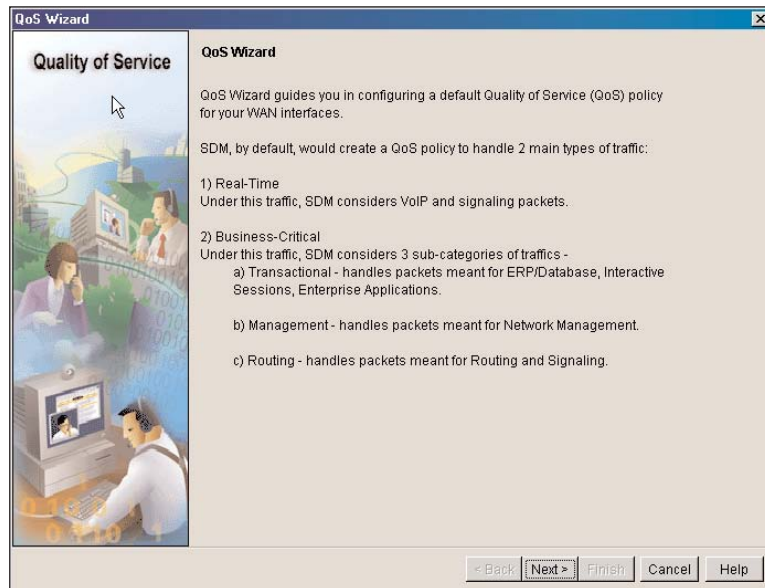 QoS Wizard
Quality of Service
QoS Wizard
QoS Wizard guides you in configuring a default Quality of Service (QoS) policy
for your WAN interfaces.
SDM, by default, would create a QoS policy to handle 2 main types of traffic:
1) Real-Time
Under this traffic, SDM considers VoIP and signaling packets.
2) Business-Critical
Under this traffic, SDM considers 3 sub-categories of traffics -
a) Transactional - handles packets meant for ERP/Database, Interactive
Sessions, Enterprise Applications.
b) Management - handles packets meant for Network Management.
c) Routing - handles packets meant for Routing and Signaling.
< Back Next > Finish Cancel Help